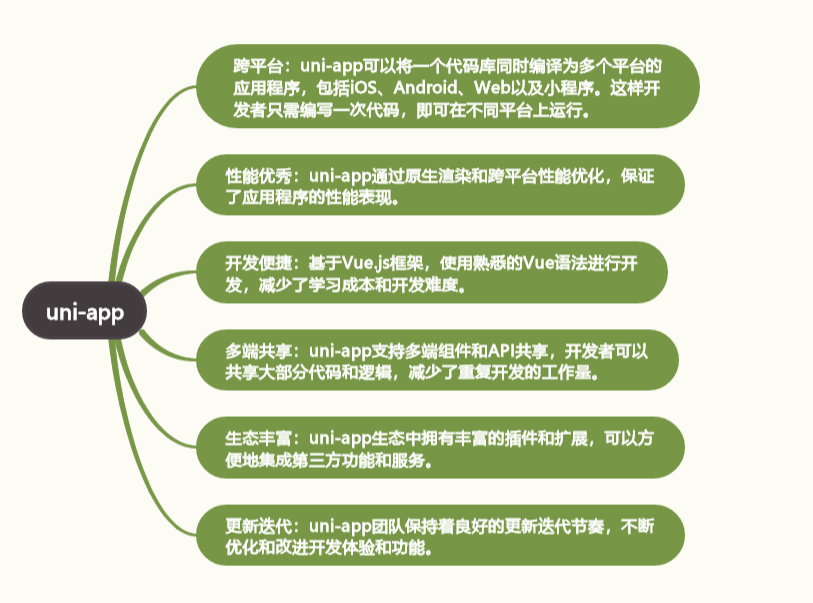 uni-app
跨平台：uni-app可以将一个代码库同时编译为多个平台的
应用程序，包括iOS、Android、Web以及小程序。这样开
发者只需编写一次代码，即可在不同平台上运行。
性能优秀：uni-app通过原生渲染和跨平台性能优化，保证
了应用程序的性能表现。
开发便捷：基于Vue.js框架，使用熟悉的Vue语法进行开
发，减少了学习成本和开发难度。
多端共享：uni-app支持多端组件和API共享，开发者可以
共享大部分代码和逻辑，减少了重复开发的工作量。
生态丰富：uni-app生态中拥有丰富的插件和扩展，可以方
便地集成第三方功能和服务。
更新迭代：uni-app团队保持着良好的更新迭代节奏，不断
优化和改进开发体验和功能。